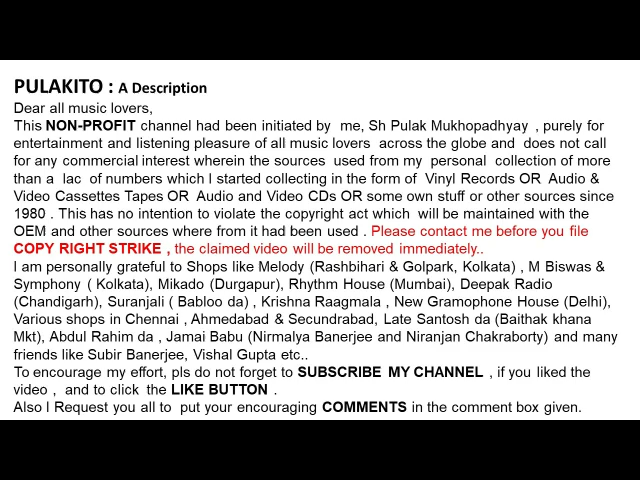 PULAKITO : A Description
Dear all music lovers,
This NON-PROFIT channel had been initiated by me, Sh Pulak Mukhopadhyay , purely for
entertainment and listening pleasure of all music lovers across the globe and does not call
for any commercial interest wherein the sources used from my personal collection of more
than a lac of numbers which I started collecting in the form of Vinyl Records OR Audio &
Video Cassettes Tapes OR Audio and Video CDs OR some own stuff or other sources since
1980 . This has no intention to violate the copyright act which will be maintained with the
OEM and other sources where from it had been used . Please contact me before you file
COPY RIGHT STRIKE , the claimed video will be removed immediately..
I am personally grateful to Shops like Melody (Rashbihari & Golpark, Kolkata) , M Biswas &
Symphony ( Kolkata), Mikado (Durgapur), Rhythm House (Mumbai), Deepak Radio
(Chandigarh), Suranjali ( Babloo da) , Krishna Raagmala , New Gramophone House (Delhi),
Various shops in Chennai , Ahmedabad & Secundrabad, Late Santosh da (Baithak khana
Mkt), Abdul Rahim da , Jamai Babu (Nirmalya Banerjee and Niranjan Chakraborty) and many
friends like Subir Banerjee, Vishal Gupta etc..
To encourage my effort, pls do not forget to SUBSCRIBE MY CHANNEL , if you liked the
video , and to click the LIKE BUTTON .
Also I Request you all to put your encouraging COMMENTS in the comment box given.